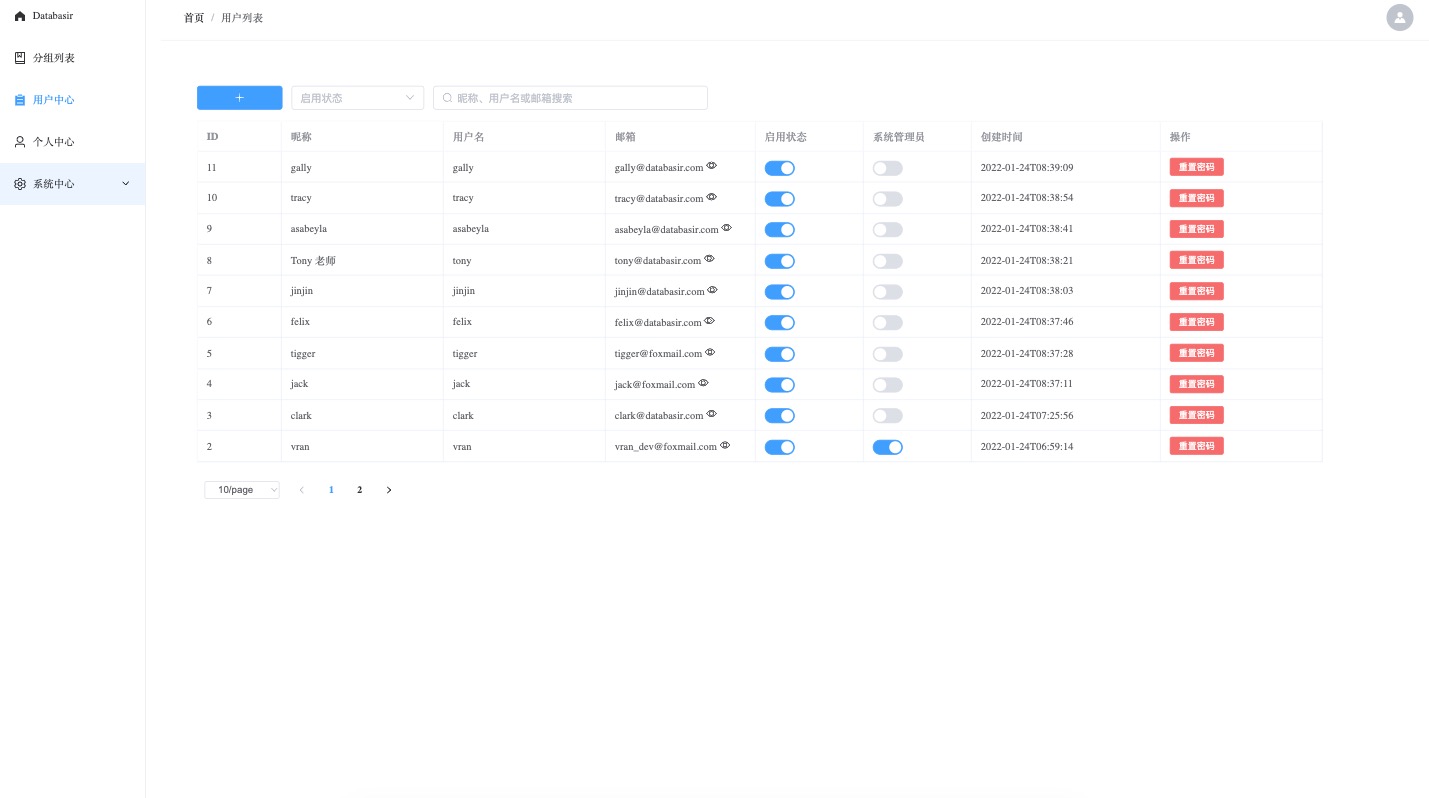 Databasir
首页 / 用户列表
分组列表
用户中心
个人中心
系统中心
+ 启用状态 昵称、用户名或邮箱搜索
ID 昵称 用户名 邮箱 启用状态 系统管理员 创建时间 操作
11 gally gally gally@databasir.com 2022-01-24T08:39:09 重置密码
10 tracy tracy tracy@databasir.com 2022-01-24T08:38:54 重置密码
9 asabeyla asabeyla asabeyla@databasir.com 2022-01-24T08:38:41 重置密码
8 Tony 老师 tony tony@databasir.com 2022-01-24T08:38:21 重置密码
7 jinjin jinjin jinjin@databasir.com 2022-01-24T08:38:03 重置密码
6 felix felix felix@databasir.com 2022-01-24T08:37:46 重置密码
5 tigger tigger tigger@foxmail.com 2022-01-24T08:37:28 重置密码
4 jack jack jack@foxmail.com 2022-01-24T08:37:11 重置密码
3 clark clark clark@databasir.com 2022-01-24T07:25:56 重置密码
2 vran vran vran_dev@foxmail.com 2022-01-24T06:59:14 重置密码
10/page 1 2